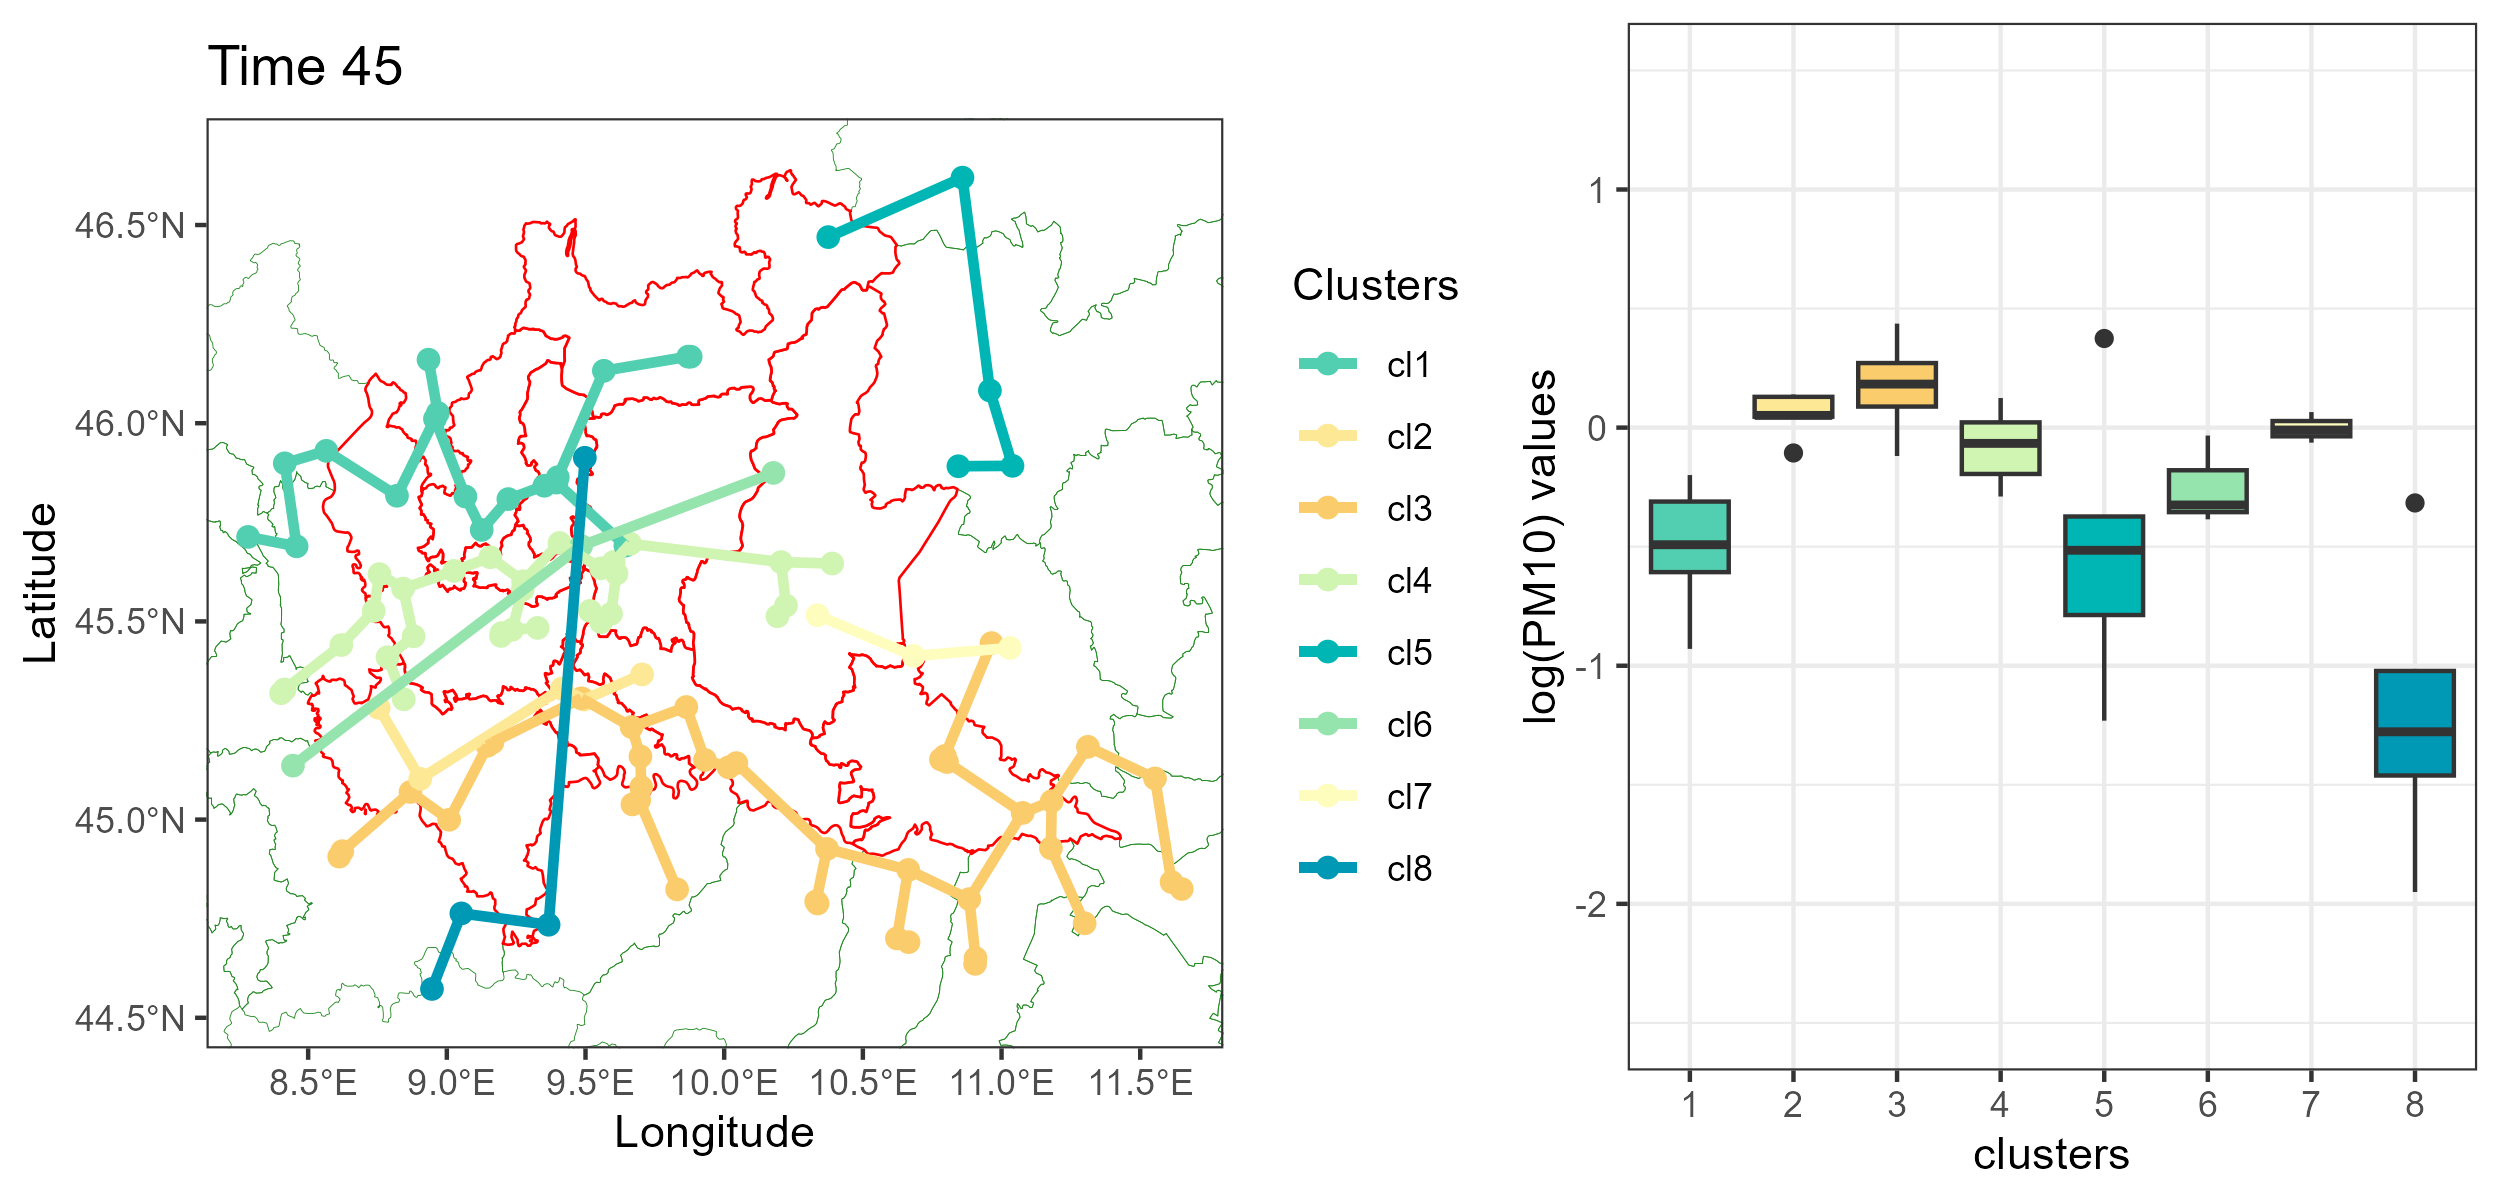 Time 45
46.5°N
46.0°N
45.5°N
45.0°N
44.5°N
Latitude
8.5°E 9.0°E 9.5°E 10.0°E 10.5°E 11.0°E 11.5°E
Longitude
Clusters
cl1
cl2
cl3
cl4
cl5
cl6
cl7
cl8
log(PM10) values
1
0
-1
-2
1 2 3 4 5 6 7 8
clusters